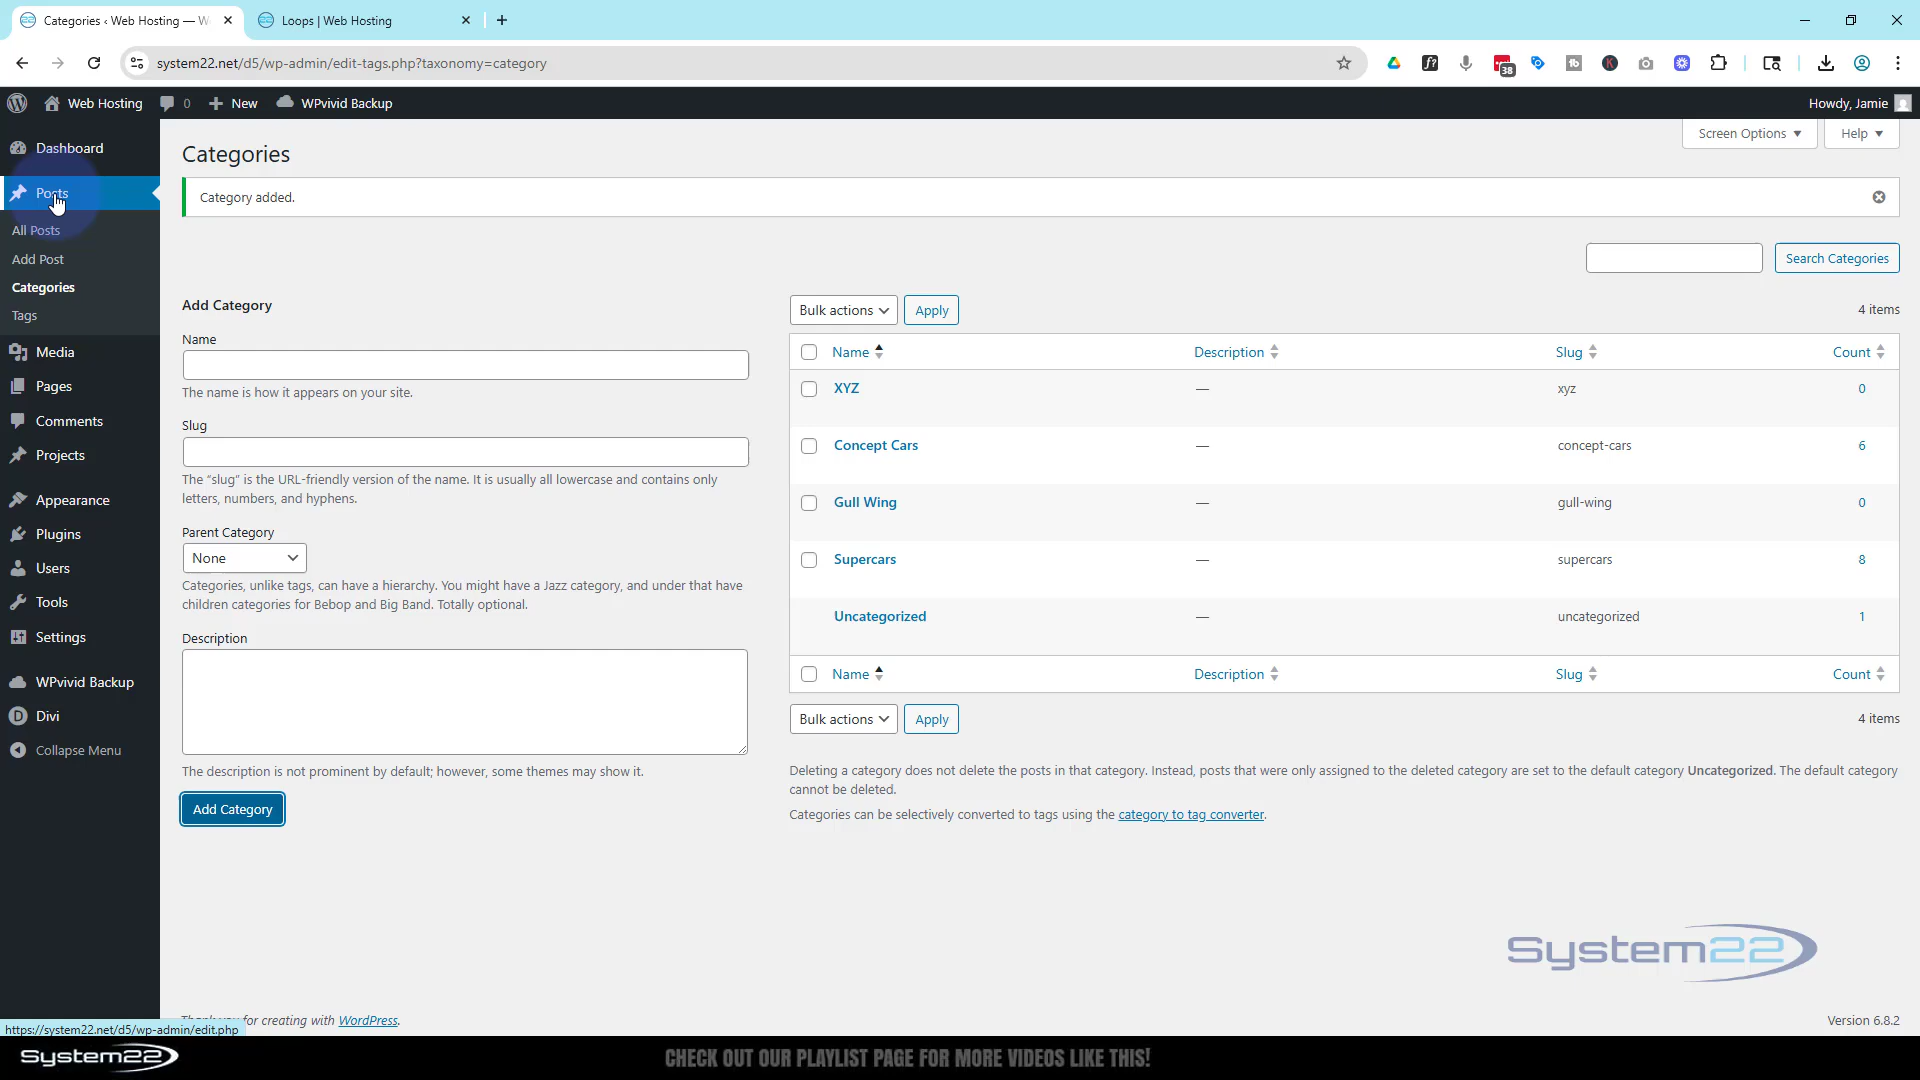 Categories ‹ Web Hosting — W
Loops | Web Hosting
system22.net/d5/wp-admin/edit-tags.php?taxonomy=category
38
Web Hosting
0
New
WPvivid Backup
Howdy, Jamie
Dashboard
Posts
All Posts
Add Post
Categories
Tags
Media
Pages
Comments
Projects
Appearance
Plugins
Users
Tools
Settings
WPvivid Backup
Divi
Collapse Menu
Screen Options
Help
Categories
Category added.
Search Categories
Add Category
Name
The name is how it appears on your site.
Slug
The “slug” is the URL-friendly version of the name. It is usually all lowercase and contains only
letters, numbers, and hyphens.
Parent Category
None
Categories, unlike tags, can have a hierarchy. You might have a Jazz category, and under that have
children categories for Bebop and Big Band. Totally optional.
Description
The description is not prominent by default; however, some themes may show it.
Add Category
Bulk actions
Apply
4 items
Name Description Slug Count
XYZ — xyz 0
Concept Cars — concept-cars 6
Gull Wing — gull-wing 0
Supercars — supercars 8
Uncategorized — uncategorized 1
Name Description Slug Count
Bulk actions
Apply
4 items
Deleting a category does not delete the posts in that category. Instead, posts that were only assigned to the deleted category are set to the default category Uncategorized. The default category
cannot be deleted.
Categories can be selectively converted to tags using the category to tag converter.
System22
for creating with WordPress.
Version 6.8.2
https://system22.net/d5/wp-admin/edit.php
System22
CHECK OUT OUR PLAYLIST PAGE FOR MORE VIDEOS LIKE THIS!